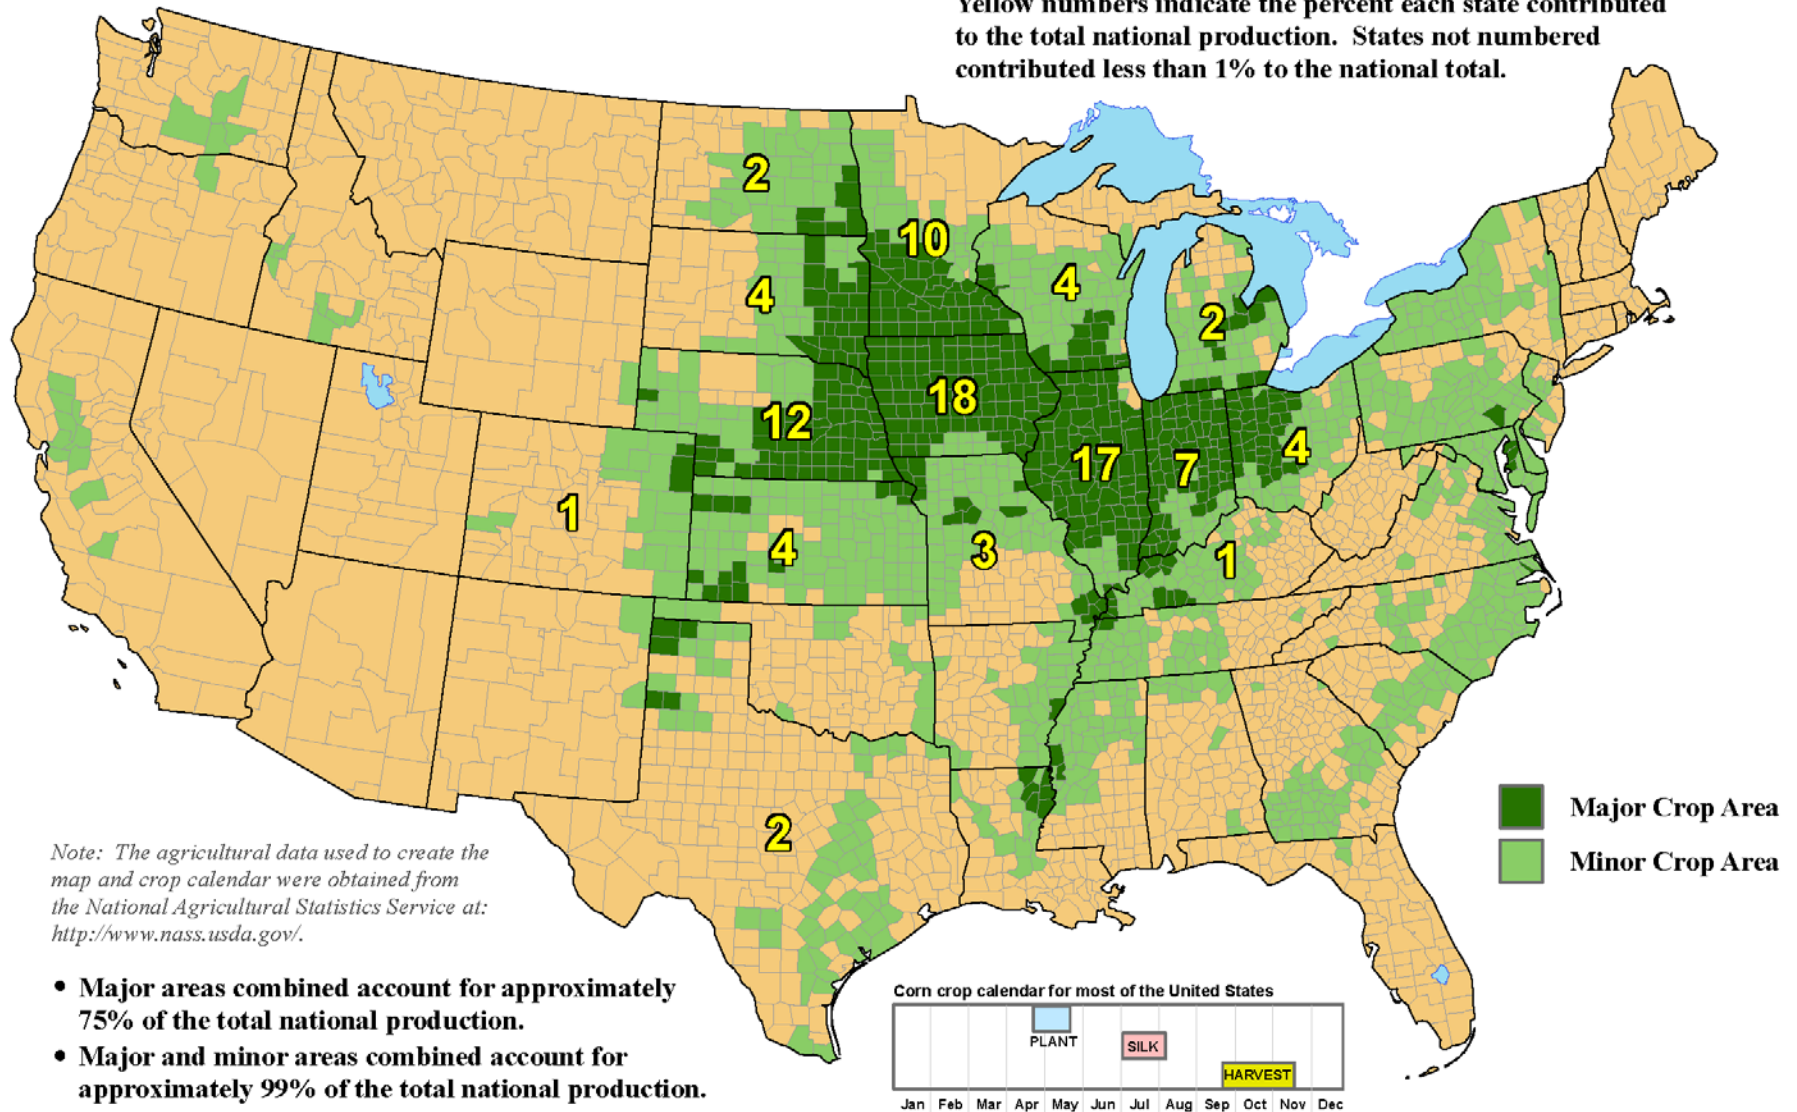 Yellow numbers indicate the percent each state contributed
to the total national production. States not numbered
contributed less than 1% to the national total.
2
10
4
4
2
18
12
17
7
4
1
4
3
1
2
Major Crop Area
Minor Crop Area
Note: The agricultural data used to create the
map and crop calendar were obtained from
the National Agricultural Statistics Service at:
http://www.nass.usda.gov/.
• Major areas combined account for approximately
75% of the total national production.
• Major and minor areas combined account for
approximately 99% of the total national production.
Corn crop calendar for most of the United States
PLANT
SILK
HARVEST
Jan Feb Mar Apr May Jun Jul Aug Sep Oct Nov Dec